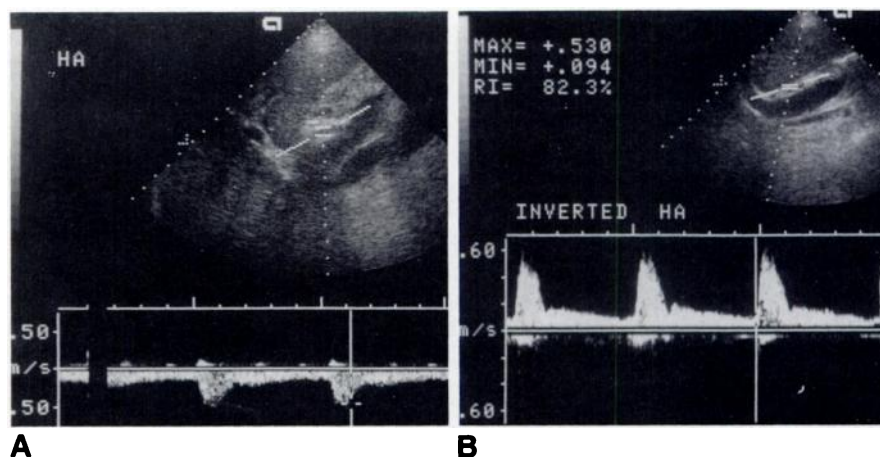 HA
.50
m/s
.50
A
MAX= +.530
MIN= +.094
RI= 82.3%
INVERTED HA
.60
m/s
.60
B